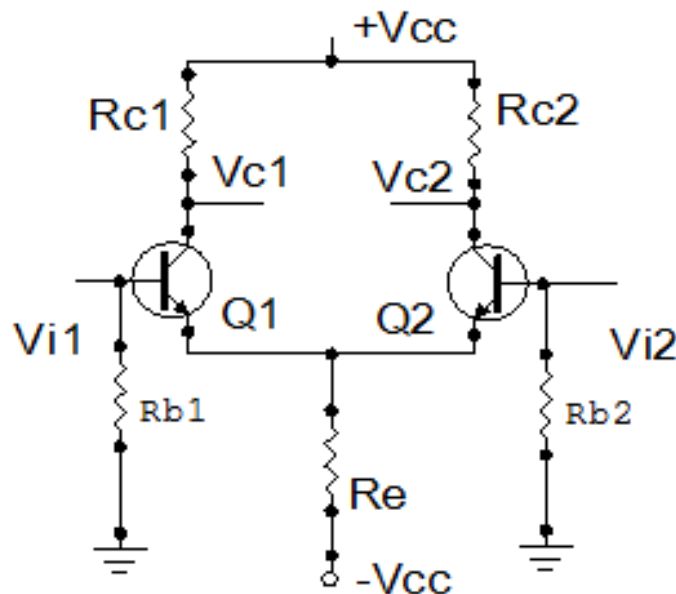 +Vcc
Rc1
Rc2
Vc1
Vc2
Q1
Q2
Vi1
Vi2
Rb1
Rb2
Re
-Vcc